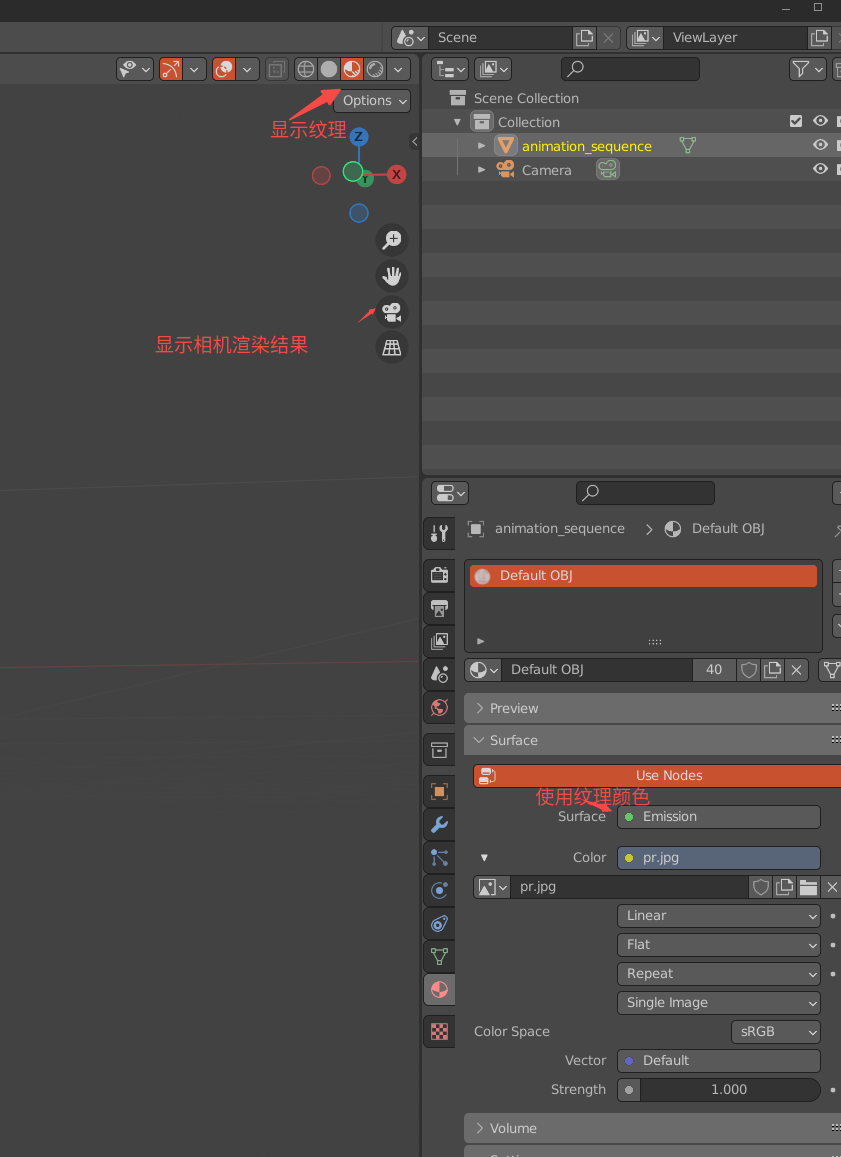 Scene
ViewLayer
Options
显示纹理
Z
Y
X
显示相机渲染结果
Scene Collection
Collection
animation_sequence
Camera
animation_sequence
Default OBJ
Default OBJ
Default OBJ
40
Preview
Surface
Use Nodes
使用纹理颜色
Surface
Emission
Color
pr.jpg
pr.jpg
Linear
Flat
Repeat
Single Image
Color Space
sRGB
Vector
Default
Strength
1.000
Volume